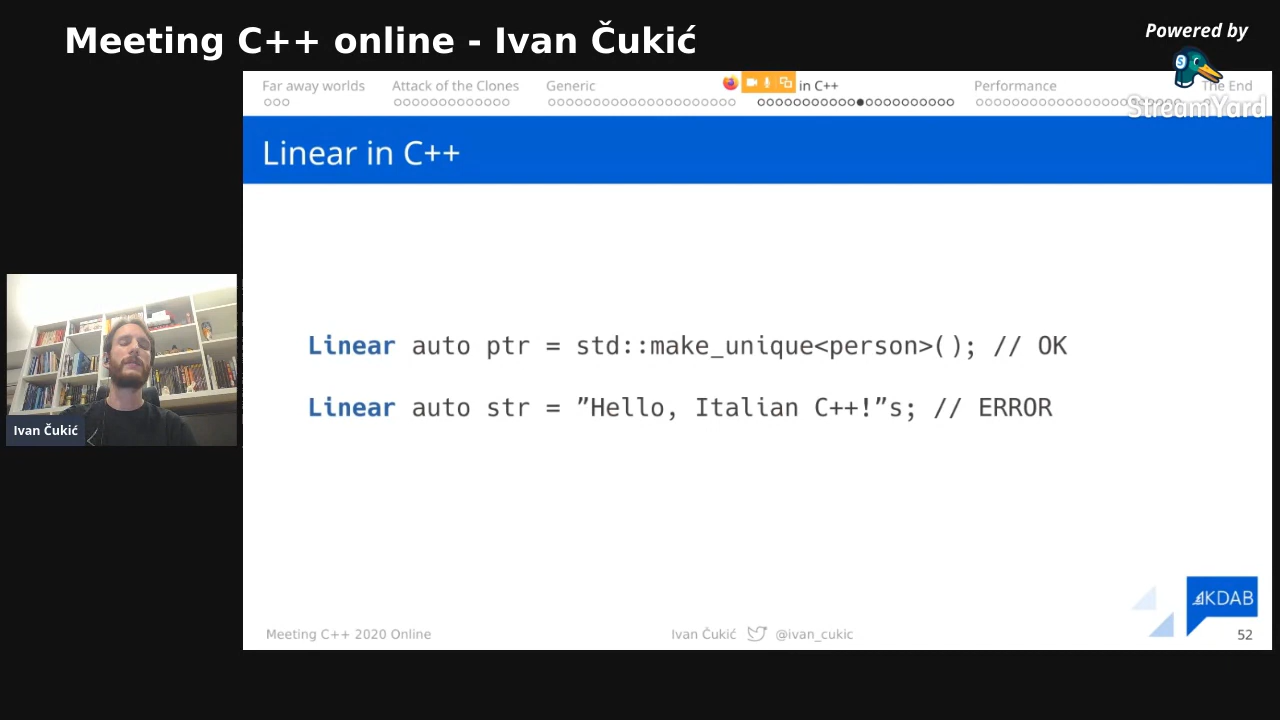 Meeting C++ online - Ivan Čukić
Powered by
StreamYard
Far away worlds
Attack of the Clones
Generic
in C++
Performance
The End
Linear in C++
Linear auto ptr = std::make_unique<person>(); // OK
Linear auto str = ”Hello, Italian C++!”s; // ERROR
Ivan Čukić
KDAB
Meeting C++ 2020 Online
Ivan Čukić @ivan_cukic
52